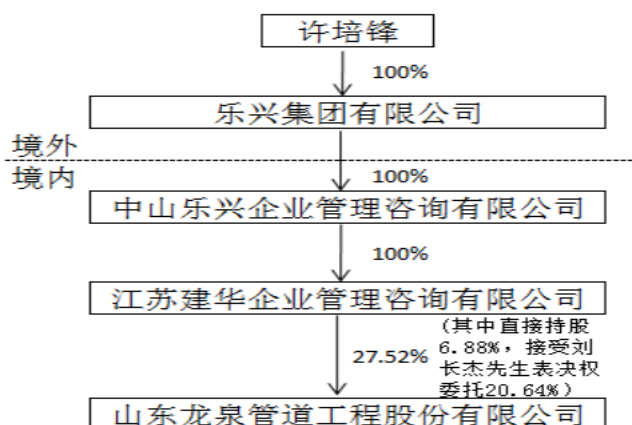 许培锋
100%
乐兴集团有限公司
境外
境内
100%
中山乐兴企业管理咨询有限公司
100%
江苏建华企业管理咨询有限公司
27.52%
(其中直接持股
6.88%，接受刘
长杰先生表决权
委托20.64%)
山东龙泉管道工程股份有限公司